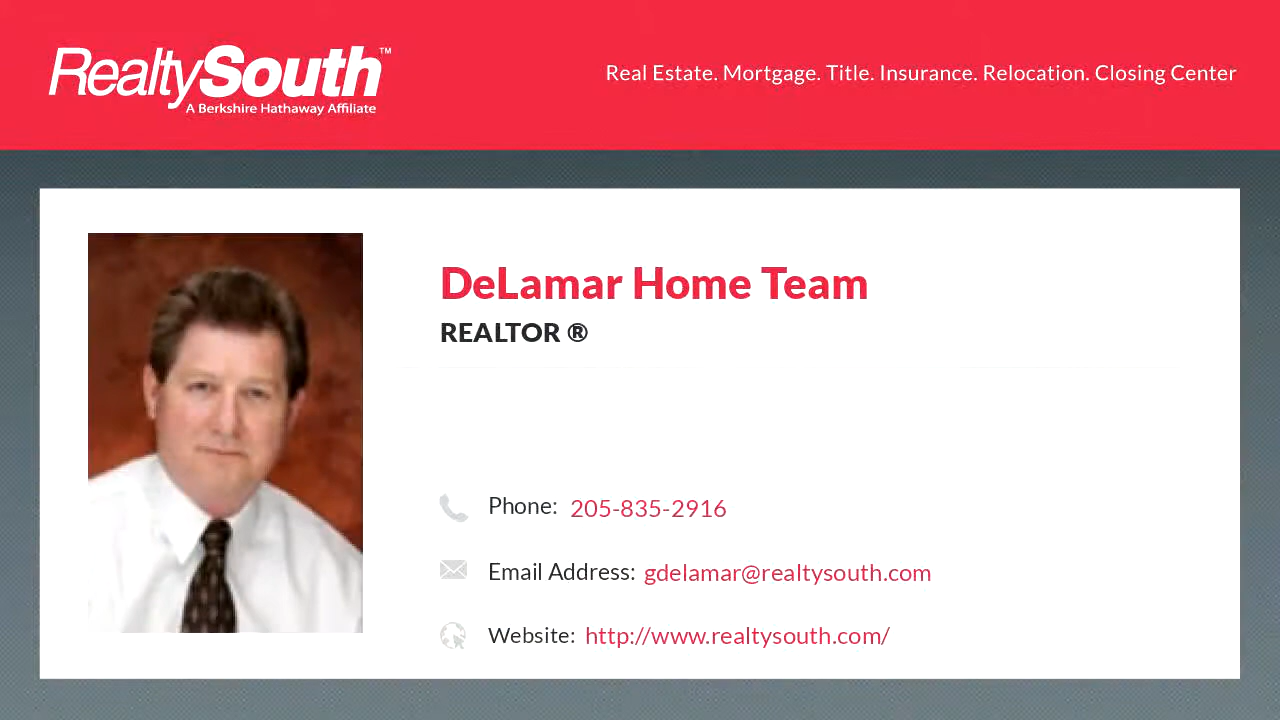 RealtySouth™
A Berkshire Hathaway Affiliate
Real Estate. Mortgage. Title. Insurance. Relocation. Closing Center
DeLamar Home Team
REALTOR ®
Phone: 205-835-2916
Email Address: gdelamar@realtysouth.com
Website: http://www.realtysouth.com/